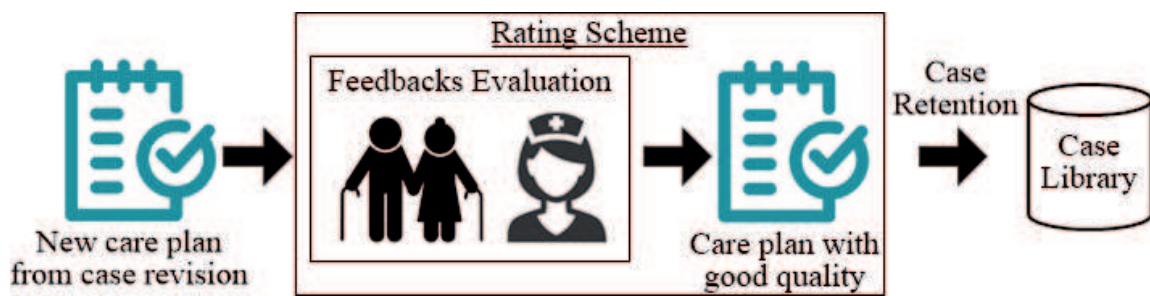 Rating Scheme
Feedbacks Evaluation
New care plan
from case revision
Care plan with
good quality
Case
Retention
Case
Library